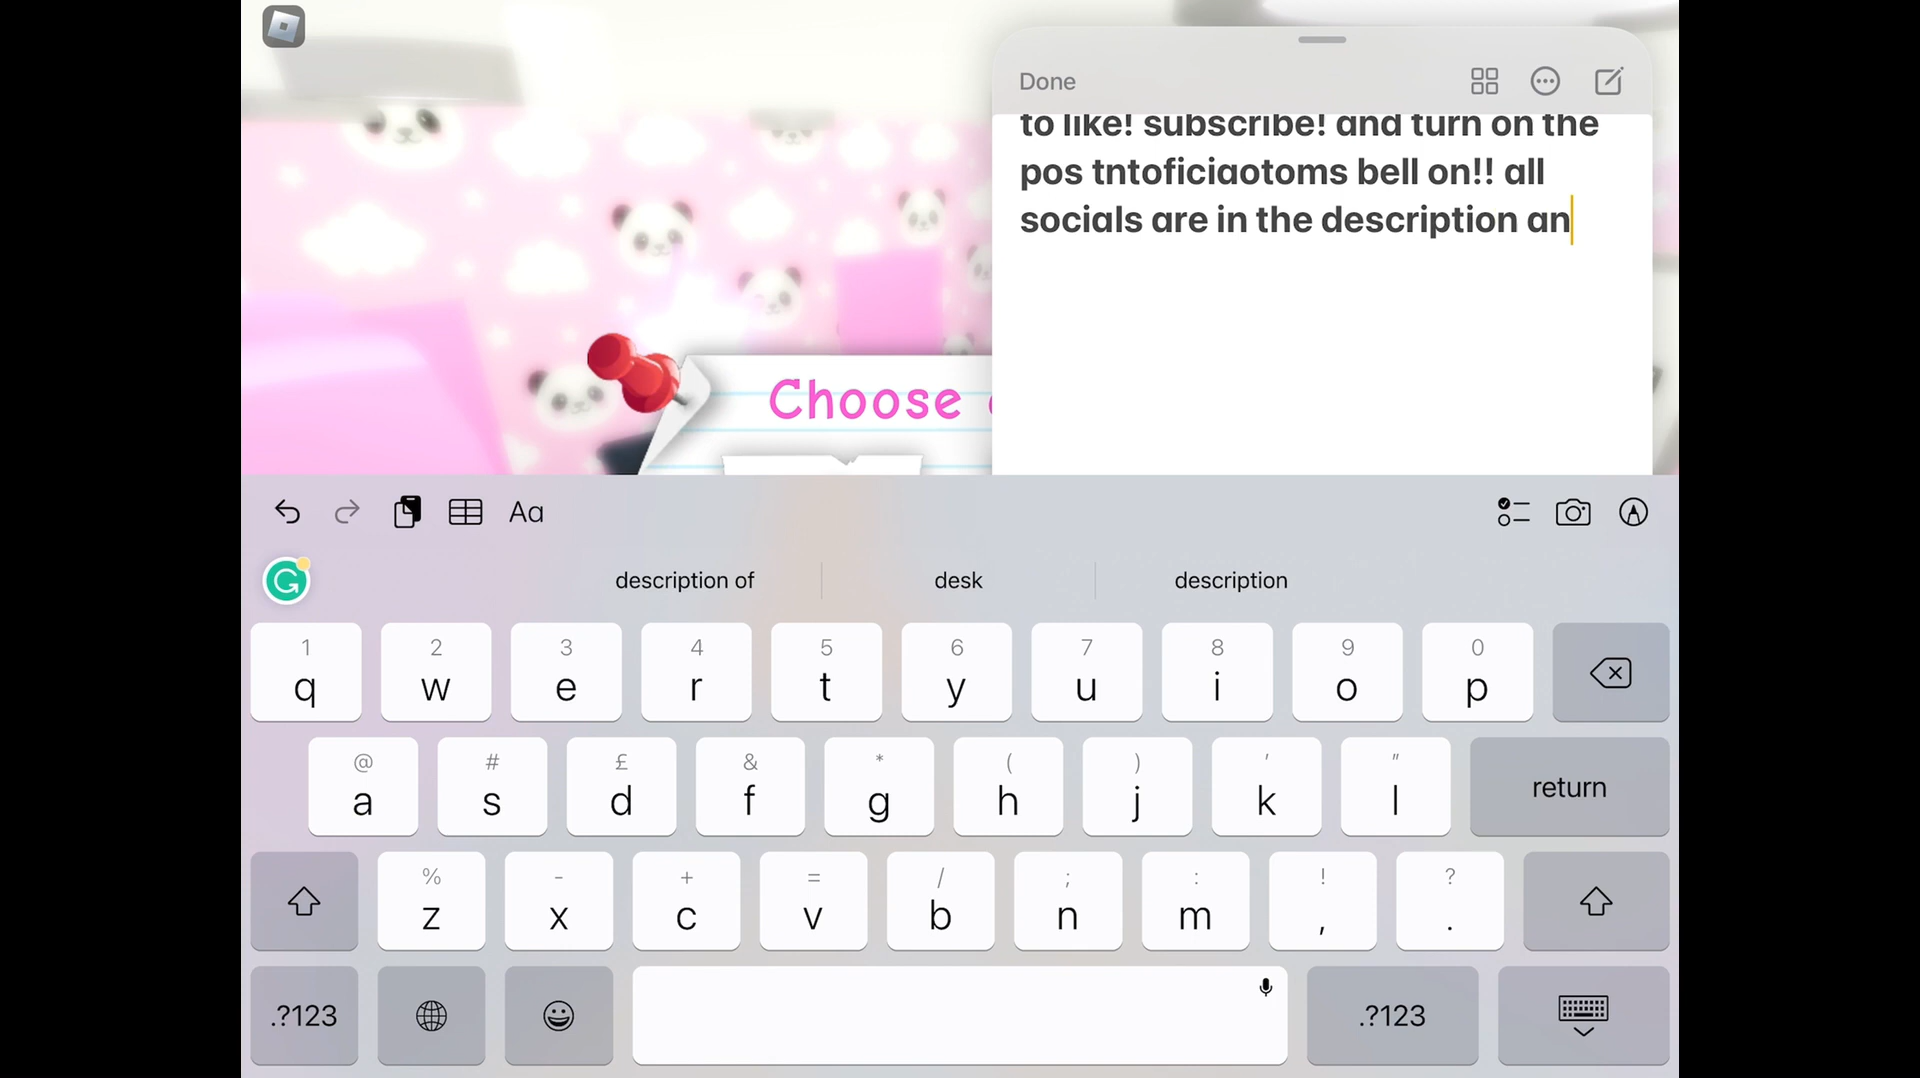 Done
to like! subscribe! and turn on the
pos tntoficiaotoms bell on!! all
socials are in the description an
Choose
Aa
description of desk description
1 2 3 4 5 6 7 8 9 0
q w e r t y u i o p
@ # £ & * ( ) ' "
a s d f g h j k l return
% - + = / ; : ! ?
z x c v b n m , .
.?123 .?123